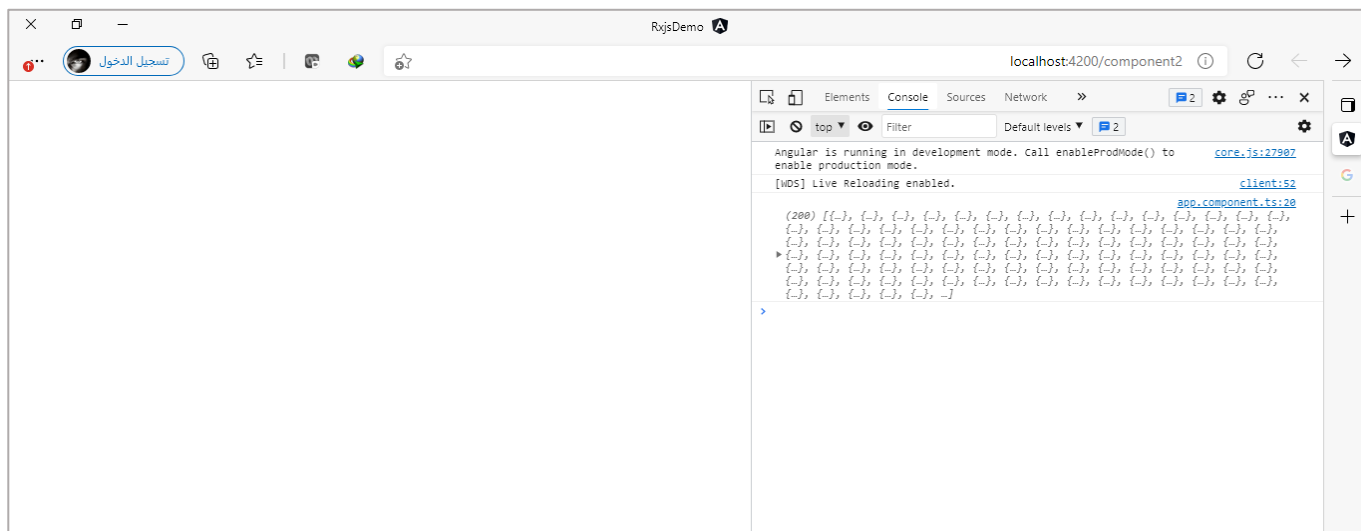 RxjsDemo
تسجيل الدخول
localhost:4200/component2
Elements Console Sources Network » 2
top ▼ Filter Default levels ▼ 2
Angular is running in development mode. Call enableProdMode() to core.js:27907
enable production mode.
[WDS] Live Reloading enabled. client:52
app.component.ts:20
(200) [{…}, {…}, {…}, {…}, {…}, {…}, {…}, {…}, {…}, {…}, {…}, {…}, {…}, {…}, {…},
{…}, {…}, {…}, {…}, {…}, {…}, {…}, {…}, {…}, {…}, {…}, {…}, {…}, {…}, {…}, {…},
{…}, {…}, {…}, {…}, {…}, {…}, {…}, {…}, {…}, {…}, {…}, {…}, {…}, {…}, {…}, {…},
{…}, {…}, {…}, {…}, {…}, {…}, {…}, {…}, {…}, {…}, {…}, {…}, {…}, {…}, {…}, {…},
{…}, {…}, {…}, {…}, {…}, {…}, {…}, {…}, {…}, {…}, {…}, {…}, {…}, {…}, {…}, {…},
{…}, {…}, {…}, {…}, {…}, {…}, {…}, {…}, {…}, {…}, {…}, {…}, {…}, {…}, {…}, {…},
{…}, {…}, {…}, {…}, {…}, …]